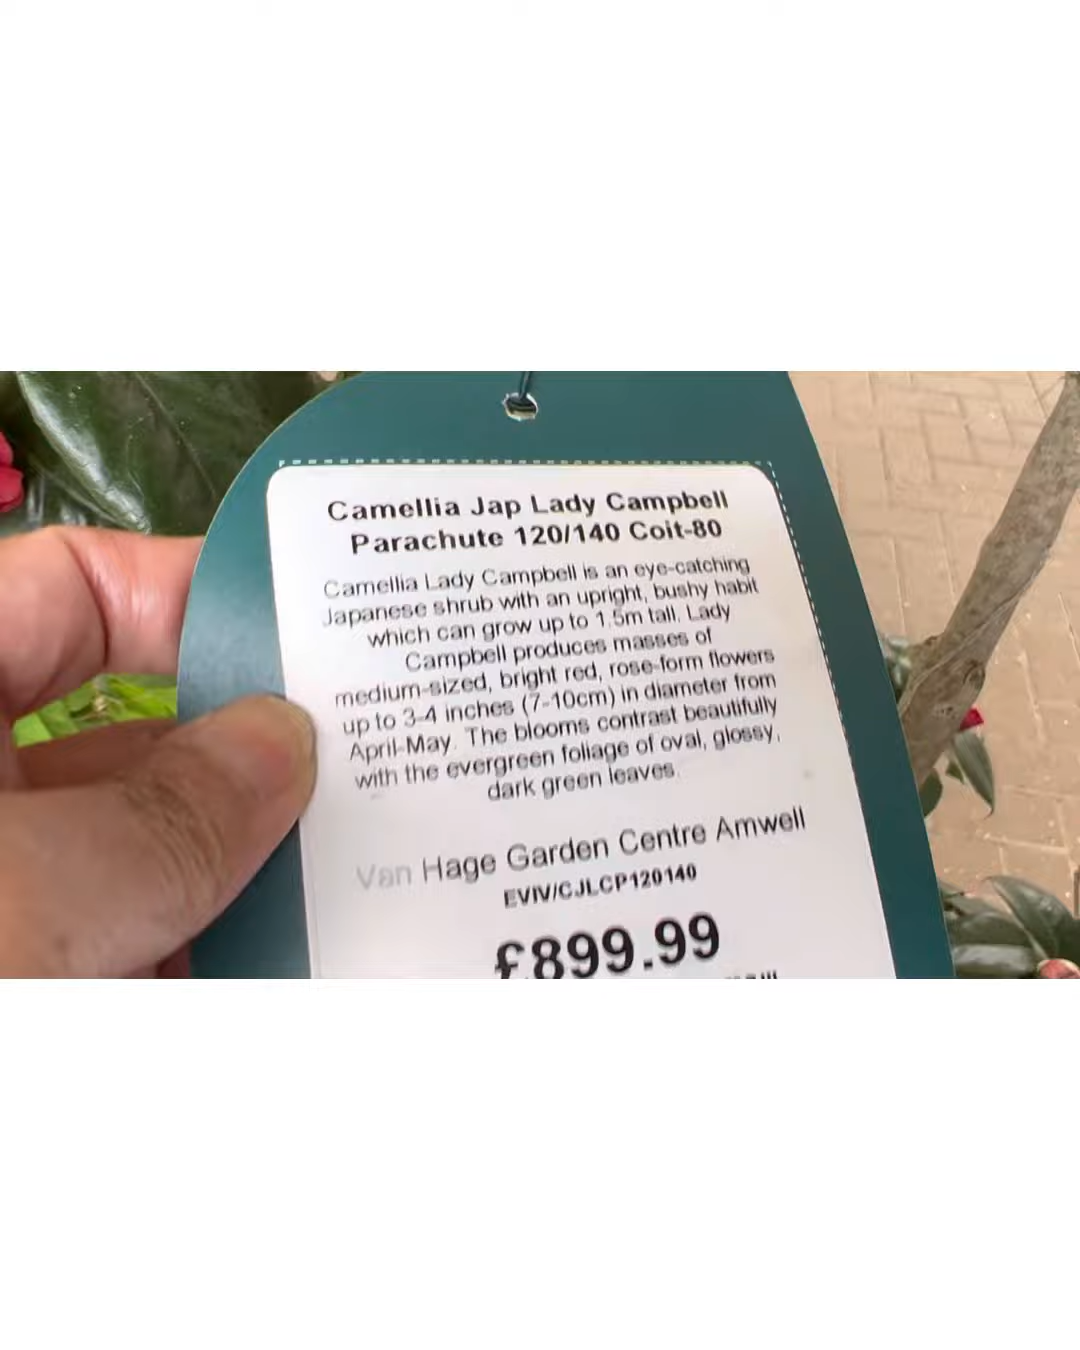 Camellia Jap Lady Campbell
Parachute 120/140 Coit-80
Camellia Lady Campbell is an eye-catching
Japanese shrub with an upright, bushy habit
which can grow up to 1.5m tall. Lady
Campbell produces masses of
medium-sized, bright red, rose-form flowers
up to 3-4 inches (7-10cm) in diameter from
April-May. The blooms contrast beautifully
with the evergreen foliage of oval, glossy,
dark green leaves.
Van Hage Garden Centre Amwell
EVIV/CJLCP120140
£899.99